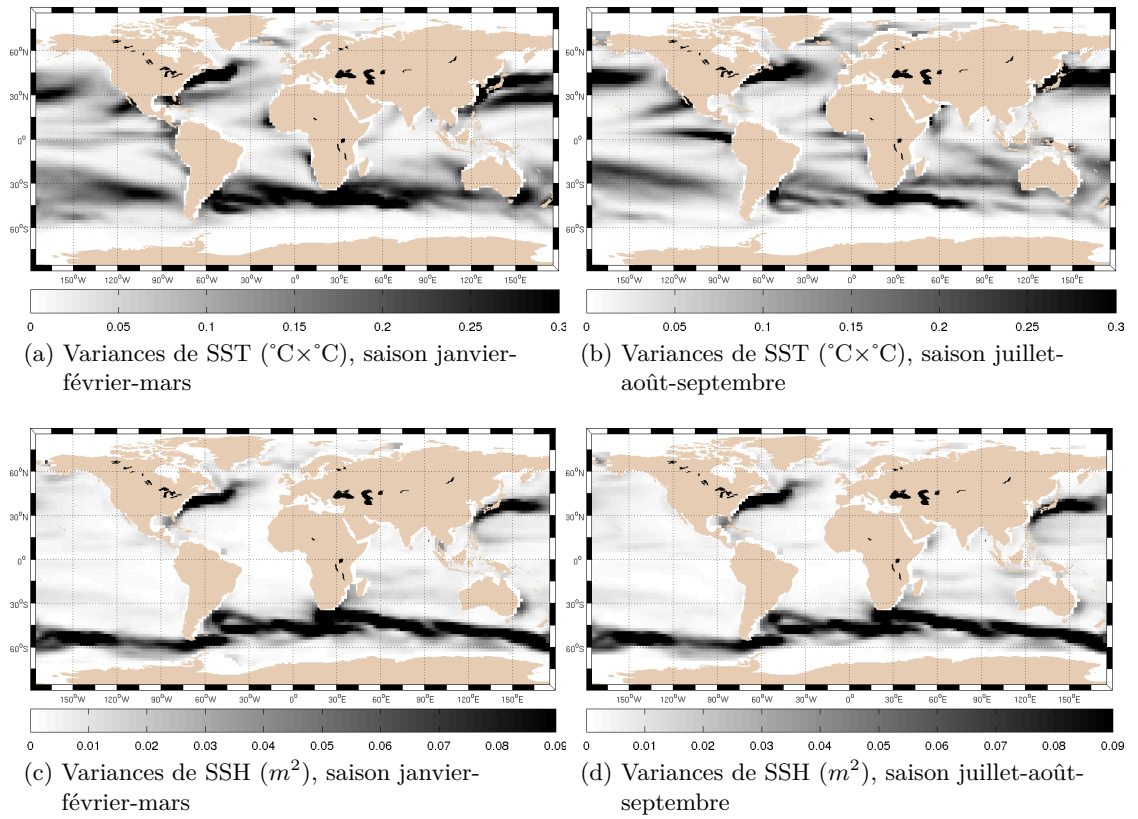 60°N
30°N
0°
30°S
60°S
150°W 120°W 90°W 60°W 30°W 0° 30°E 60°E 90°E 120°E 150°E
0 0.05 0.1 0.15 0.2 0.25 0.3
(a) Variances de SST (°C×°C), saison janvier-
février-mars
60°N
30°N
0°
30°S
60°S
150°W 120°W 90°W 60°W 30°W 0° 30°E 60°E 90°E 120°E 150°E
0 0.05 0.1 0.15 0.2 0.25 0.3
(b) Variances de SST (°C×°C), saison juillet-
août-septembre
60°N
30°N
0°
30°S
60°S
150°W 120°W 90°W 60°W 30°W 0° 30°E 60°E 90°E 120°E 150°E
0 0.01 0.02 0.03 0.04 0.05 0.06 0.07 0.08 0.09
(c) Variances de SSH (m²), saison janvier-
février-mars
60°N
30°N
0°
30°S
60°S
150°W 120°W 90°W 60°W 30°W 0° 30°E 60°E 90°E 120°E 150°E
0 0.01 0.02 0.03 0.04 0.05 0.06 0.07 0.08 0.09
(d) Variances de SSH (m²), saison juillet-août-
septembre